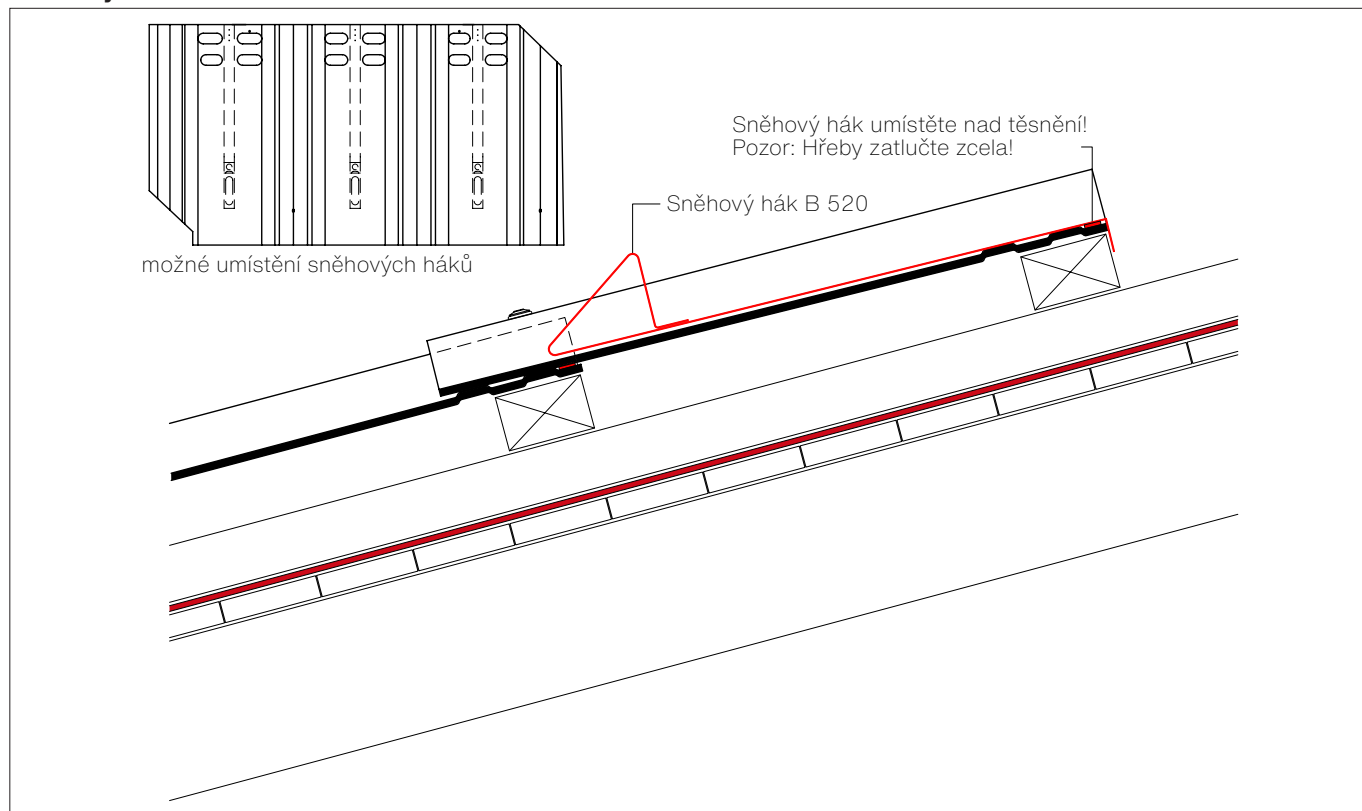 Sněhový hák umístěte nad těsnění!
Pozor: Hřeby zatlučte zcela!
Sněhový hák B 520
možné umístění sněhových háků